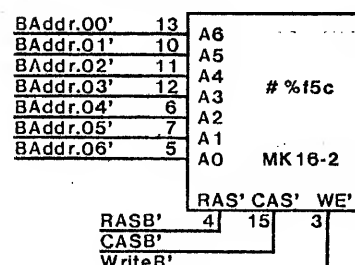 BAddr.00' 13 A6
BAddr.01' 10 A5
BAddr.02' 11 A4
BAddr.03' 12 A3
BAddr.04' 6 A2
BAddr.05' 7 A1
BAddr.06' 5 A0
# %f5c
MK16-2
RAS' CAS' WE'
4 15 3
RASB'
CASB'
WriteB'